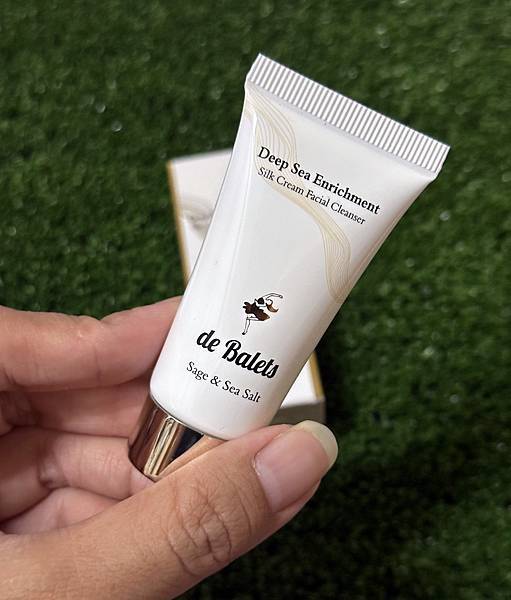 Deep Sea Enrichment
Silk Cream Facial Cleanser
de Balets
Sage & Sea Salt